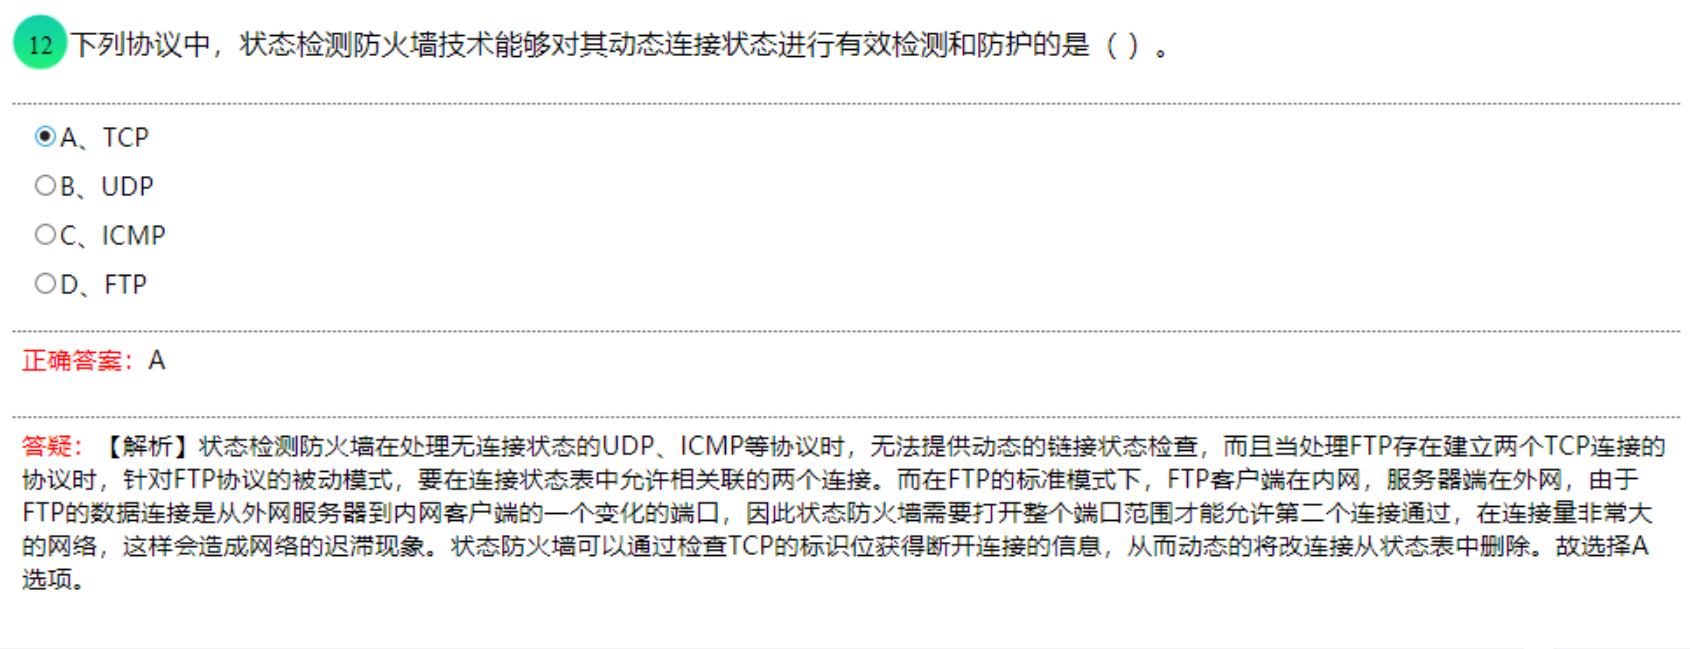 12 下列协议中，状态检测防火墙技术能够对其动态连接状态进行有效检测和防护的是（ ）。
A、TCP
B、UDP
C、ICMP
D、FTP
正确答案：A
答疑：【解析】状态检测防火墙在处理无连接状态的UDP、ICMP等协议时，无法提供动态的链接状态检查，而且当处理FTP存在建立两个TCP连接的
协议时，针对FTP协议的被动模式，要在连接状态表中允许相关联的两个连接。而在FTP的标准模式下，FTP客户端在内网，服务器端在外网，由于
FTP的数据连接是从外网服务器到内网客户端的一个变化的端口，因此状态防火墙需要打开整个端口范围才能允许第二个连接通过，在连接量非常大
的网络，这样会造成网络的迟滞现象。状态防火墙可以通过检查TCP的标识位获得断开连接的信息，从而动态的将改连接从状态表中删除。故选择A
选项。